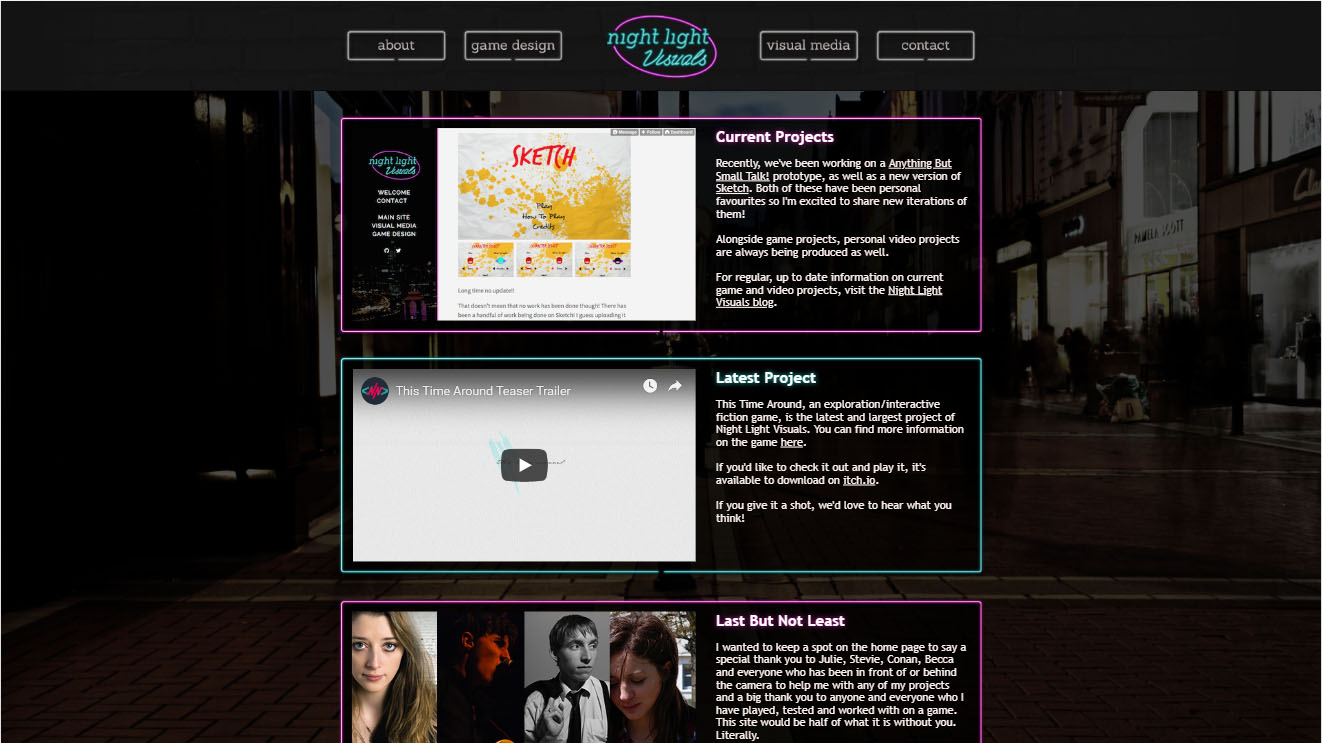 about
game design
night light
Visuals
visual media
contact
night light
Visuals
WELCOME
CONTACT
MAIN SITE
VISUAL MEDIA
GAME DESIGN
Message
Follow
Dashboard
SKETCH
Play
How To Play
Credits
Long time no update!!
That doesn't mean that no work has been done though! There has
been a handful of work being done on Sketch! I guess uploading it
Current Projects
Recently, we've been working on a Anything But
Small Talk! prototype, as well as a new version of
Sketch. Both of these have been personal
favourites so I'm excited to share new iterations of
them!
Alongside game projects, personal video projects
are always being produced as well.
For regular, up to date information on current
game and video projects, visit the Night Light
Visuals blog.
This Time Around Teaser Trailer
Latest Project
This Time Around, an exploration/interactive
fiction game, is the latest and largest project of
Night Light Visuals. You can find more information
on the game here.
If you'd like to check it out and play it, it's
available to download on itch.io.
If you give it a shot, we'd love to hear what you
think!
Last But Not Least
I wanted to keep a spot on the home page to say a
special thank you to Julie, Stevie, Conan, Becca
and everyone who has been in front of or behind
the camera to help me with any of my projects
and a big thank you to anyone and everyone who I
have played, tested and worked with on a game.
This site would be half of what it is without you.
Literally.
PAMELA SCOTT